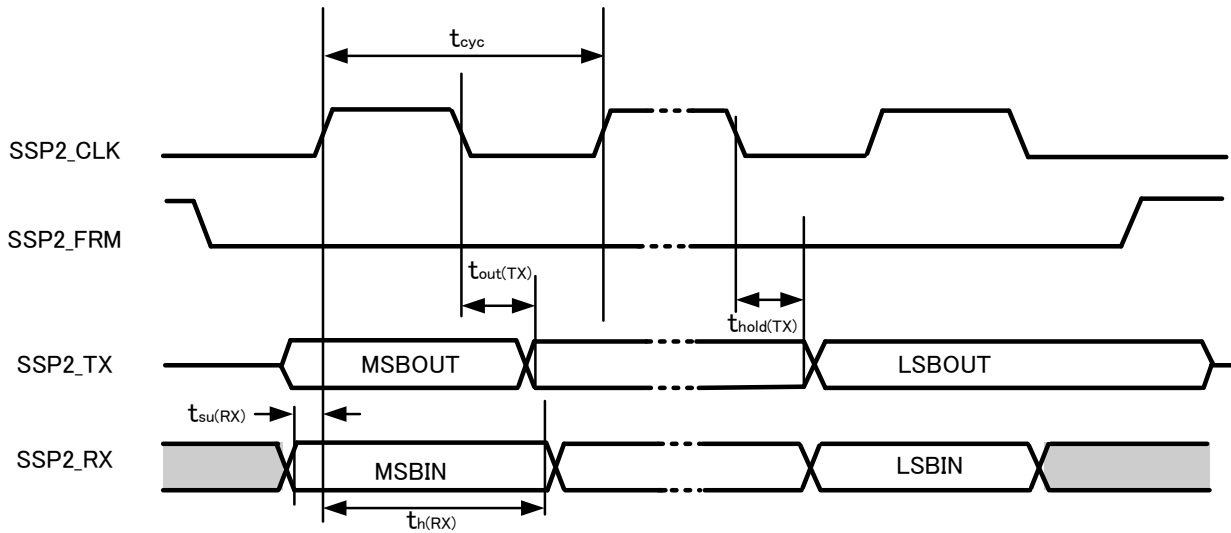 tcyc
SSP2_CLK
SSP2_FRM
tout(TX)
thold(TX)
SSP2_TX
MSBOUT
LSBOUT
tsu(RX)
SSP2_RX
MSBIN
LSBIN
th(RX)